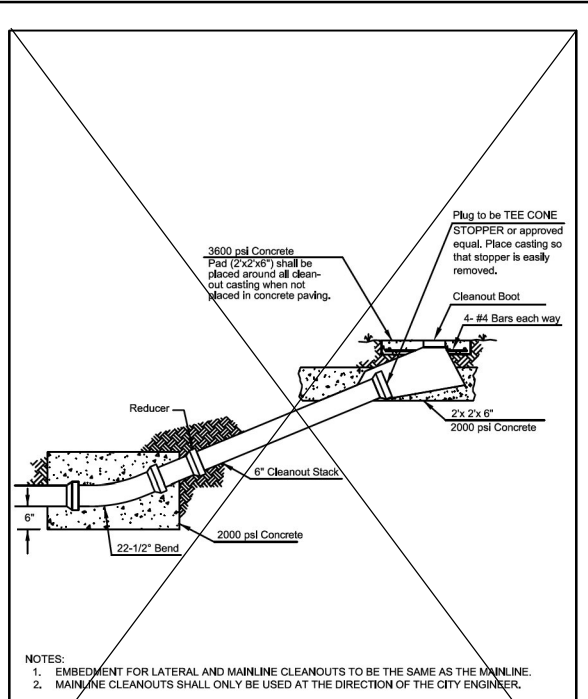 Plug to be TEE CONE
STOPPER or approved
equal. Place casting so
that stopper is easily
removed.
3600 psi Concrete
Pad (2'x2'x6") shall be
placed around all clean-
out casting when not
placed in concrete paving.
Cleanout Boot
4- #4 Bars each way
Reducer
2'x 2'x 6"
2000 psi Concrete
6" Cleanout Stack
6"
2000 psi Concrete
22-1/2° Bend
NOTES:
1. EMBEDMENT FOR LATERAL AND MAINLINE CLEANOUTS TO BE THE SAME AS THE MAINLINE.
2. MAINLINE CLEANOUTS SHALL ONLY BE USED AT THE DIRECTION OF THE CITY ENGINEER.